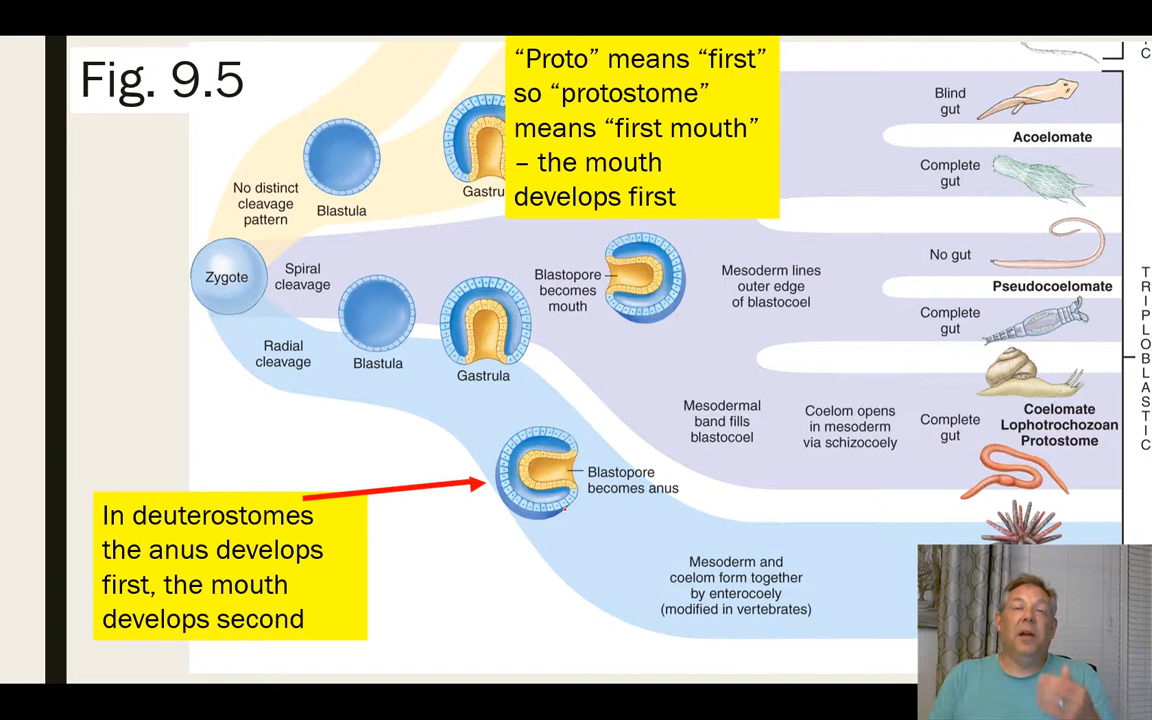 Fig. 9.5
“Proto” means “first”
so “protostome”
means “first mouth”
– the mouth
develops first
No distinct
cleavage
pattern
Blastula
Gastru
Zygote
Spiral
cleavage
Radial
cleavage
Blastula
Gastrula
Blastopore
becomes
mouth
Mesoderm lines
outer edge
of blastocoel
Mesodermal
band fills
blastocoel
Coelom opens
in mesoderm
via schizocoely
Blastopore
becomes anus
Mesoderm and
coelom form together
by enterocoely
(modified in vertebrates)
Blind
gut
Acoelomate
Complete
gut
No gut
Pseudocoelomate
Complete
gut
Complete
gut
Coelomate
Lophotrochozoan
Protostome
C
T
R
I
P
L
O
B
L
A
S
T
I
C
In deuterostomes
the anus develops
first, the mouth
develops second